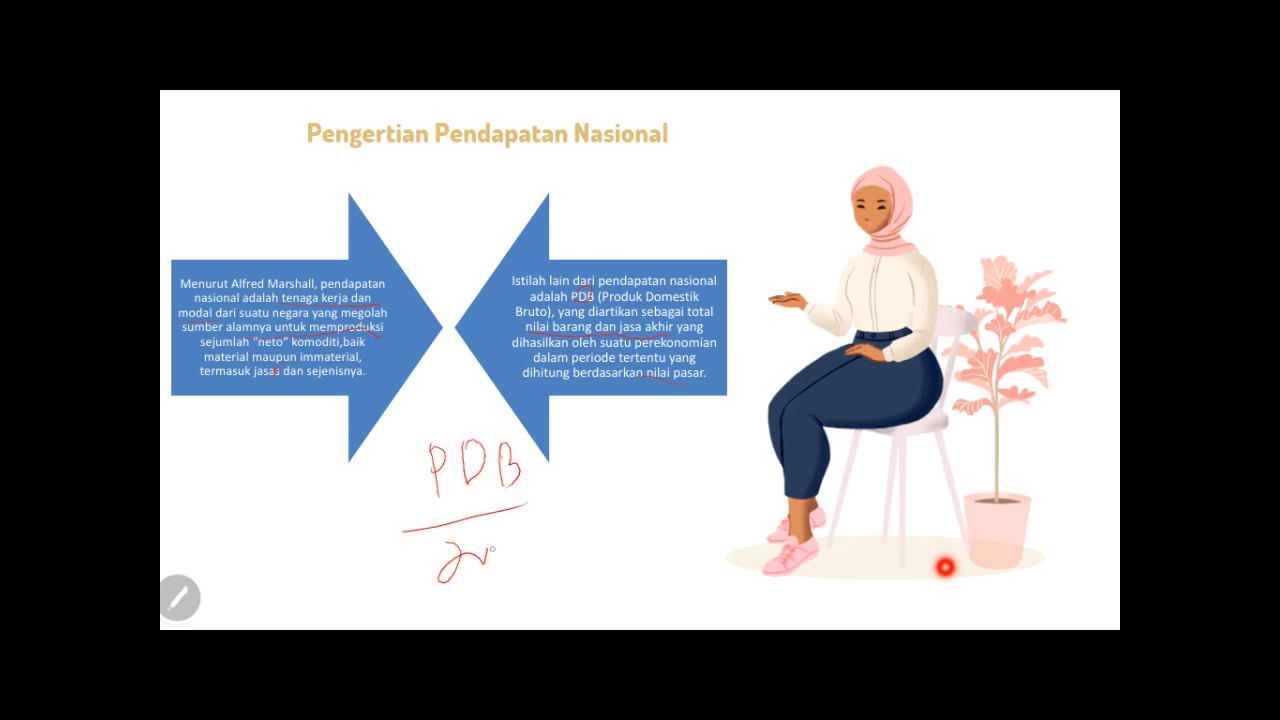 Pengertian Pendapatan Nasional
Menurut Alfred Marshall, pendapatan
nasional adalah tenaga kerja dan
modal dari suatu negara yang megolah
sumber alamnya untuk memproduksi
sejumlah “neto” komoditi,baik
material maupun immaterial,
termasuk jasas dan sejenisnya.
Istilah lain dari pendapatan nasional
adalah PDB (Produk Domestik
Bruto), yang diartikan sebagai total
nilai barang dan jasa akhir yang
dihasilkan oleh suatu perekonomian
dalam periode tertentu yang
dihitung berdasarkan nilai pasar.
PDB